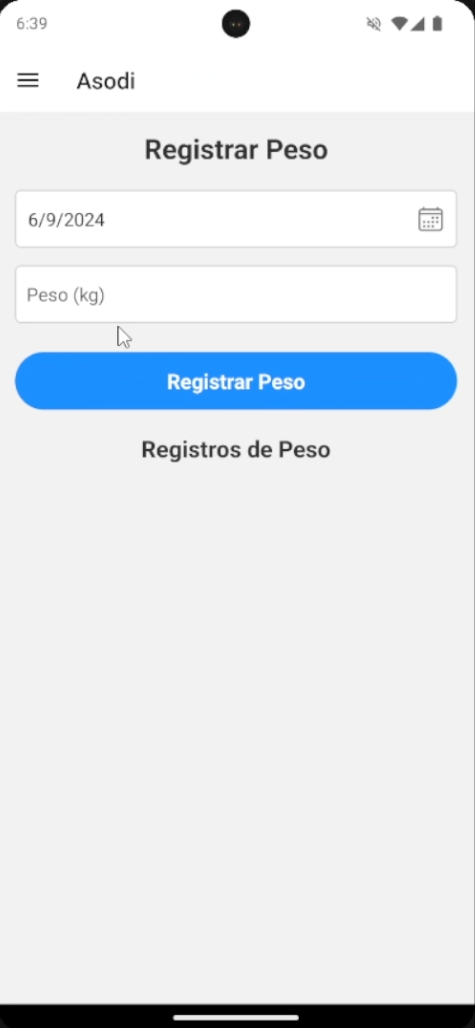 6:39
Asodi
Registrar Peso
6/9/2024
Peso (kg)
Registrar Peso
Registros de Peso